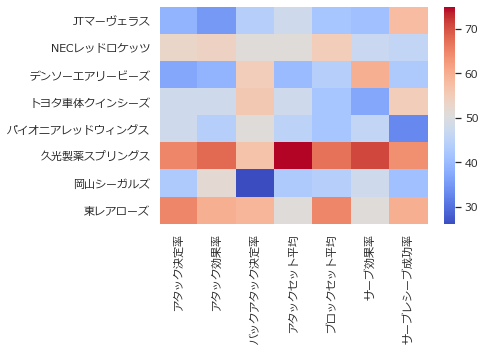 JTマーヴェラス
NECレッドロケッツ
デンソーエアリービーズ
トヨタ車体クインシーズ
パイオニアレッドウィングス
久光製薬スプリングス
岡山シーガルズ
東レアローズ
アタック決定率
アタック効果率
バックアタック決定率
アタックセット平均
ブロックセット平均
サーブ効果率
サーブレシーブ成功率
70
60
50
40
30